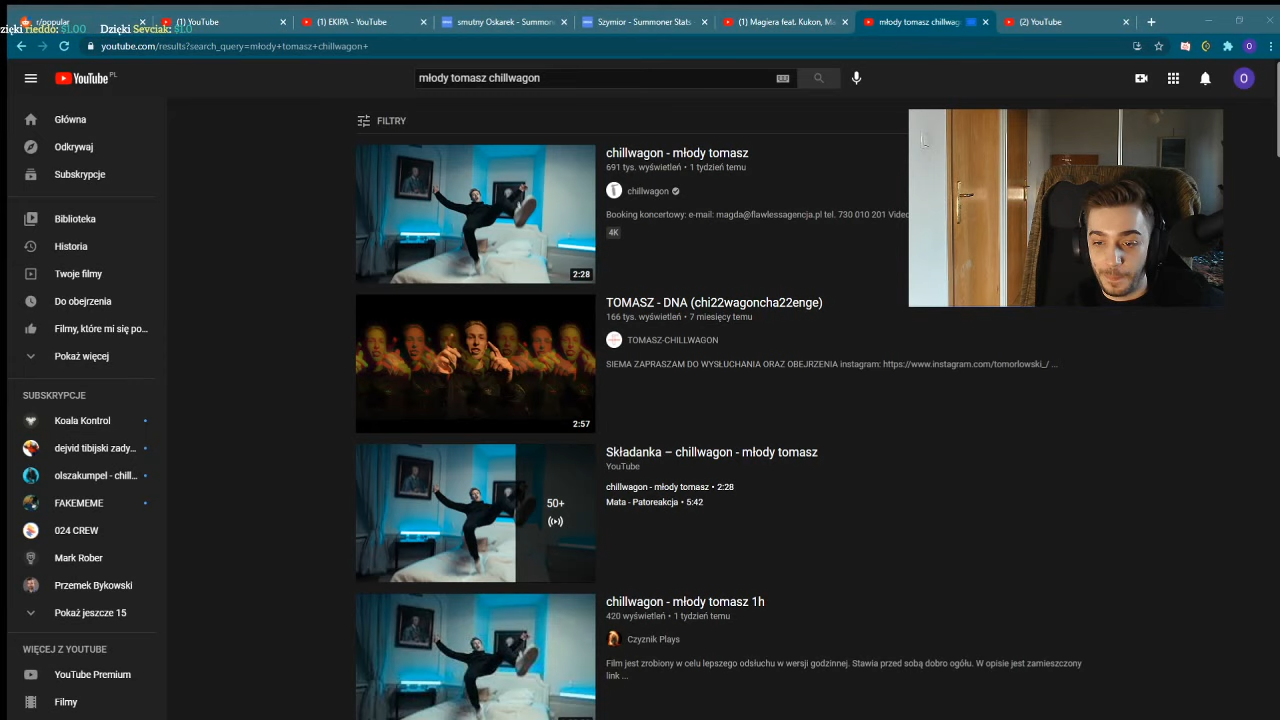 r/popular
(1) YouTube
(1) EKIPA - YouTube
smutny Oskarek - Summon
Szymior - Summoner Stats
(1) Magiera feat. Kukon, M
młody tomasz chillwag
(2) YouTube
zięki rieddo: $1.00 Dzięki Sevciak: $1.0
youtube.com/results?search_query=młody+tomasz+chillwagon+
YouTube PL
młody tomasz chillwagon
O
O
Główna
Odkrywaj
Subskrypcje
Biblioteka
Historia
Twoje filmy
Do obejrzenia
Filmy, które mi się po...
Pokaż więcej
SUBSKRYPCJE
Koala Kontrol
dejvid tibijski zady...
olszakumpel - chill...
FAKEMEME
024 CREW
Mark Rober
Przemek Bykowski
Pokaż jeszcze 15
WIĘCEJ Z YOUTUBE
YouTube Premium
Filmy
FILTRY
2:28
chillwagon - młody tomasz
691 tys. wyświetleń • 1 tydzień temu
chillwagon
Booking koncertowy: e-mail: magda@flawlessagencja.pl tel. 730 010 201 Video
4K
2:57
TOMASZ - DNA (chi22wagoncha22enge)
166 tys. wyświetleń • 7 miesięcy temu
TOMASZ-CHILLWAGON
SIEMA ZAPRASZAM DO WYSŁUCHANIA ORAZ OBEJRZENIA instagram: https://www.instagram.com/tomorlowski_/ ...
50+
Składanka – chillwagon - młody tomasz
YouTube
chillwagon - młody tomasz • 2:28
Mata - Patoreakcja • 5:42
chillwagon - młody tomasz 1h
420 wyświetleń • 1 tydzień temu
Czyznik Plays
Film jest zrobiony w celu lepszego odsłuchu w wersji godzinnej. Stawia przed sobą dobro ogółu. W opisie jest zamieszczony
link ...